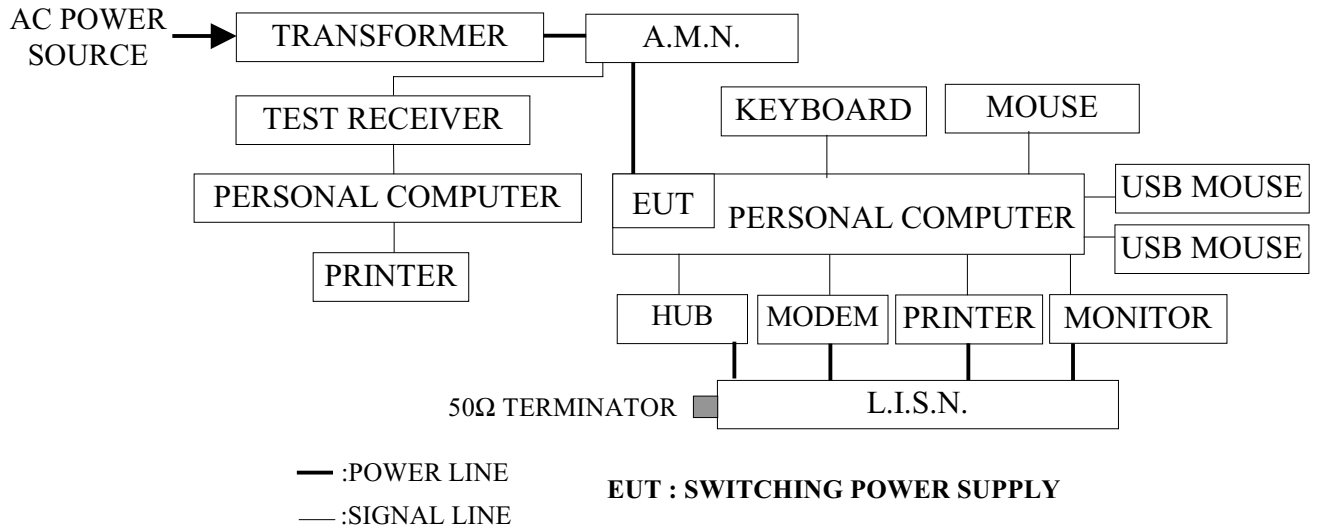 AC POWER
SOURCE
TRANSFORMER
A.M.N.
TEST RECEIVER
KEYBOARD
MOUSE
PERSONAL COMPUTER
EUT
PERSONAL COMPUTER
USB MOUSE
USB MOUSE
PRINTER
HUB
MODEM
PRINTER
MONITOR
50Ω TERMINATOR
L.I.S.N.
:POWER LINE
EUT : SWITCHING POWER SUPPLY
:SIGNAL LINE